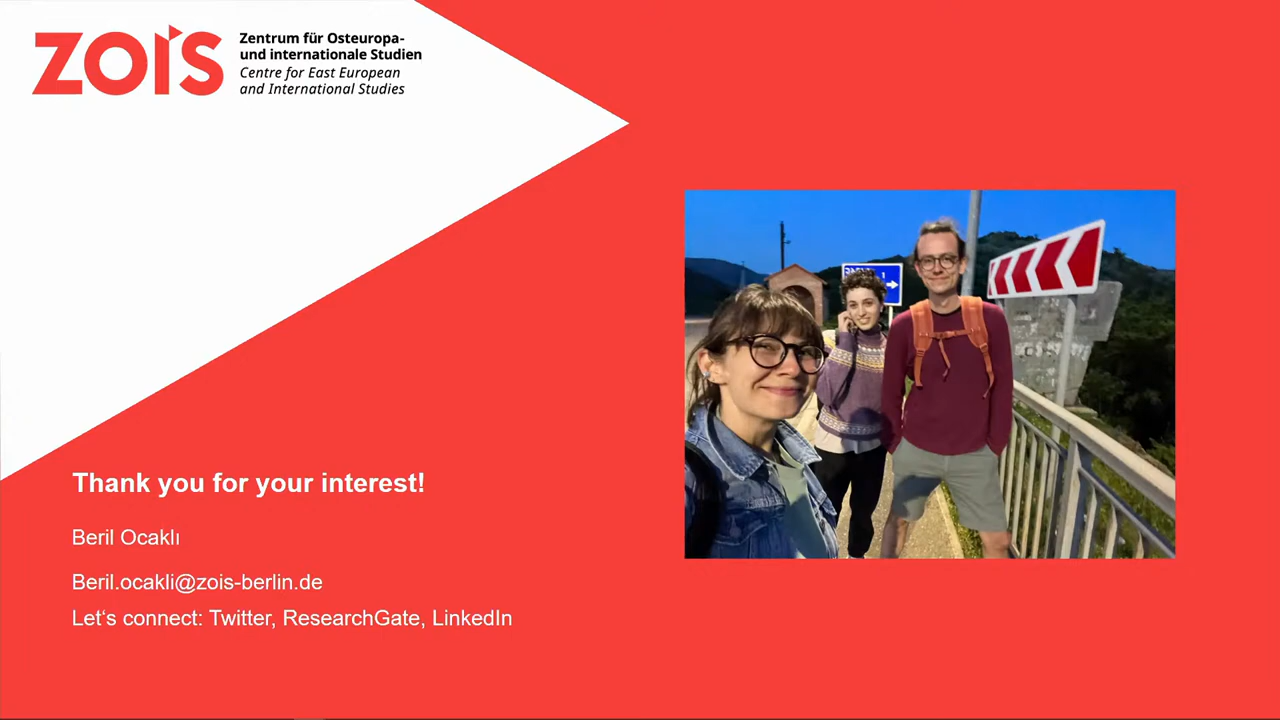 ZOiS
Zentrum für Osteuropa-
und internationale Studien
Centre for East European
and International Studies
Thank you for your interest!
Beril Ocaklı
Beril.ocakli@zois-berlin.de
Let‘s connect: Twitter, ResearchGate, LinkedIn